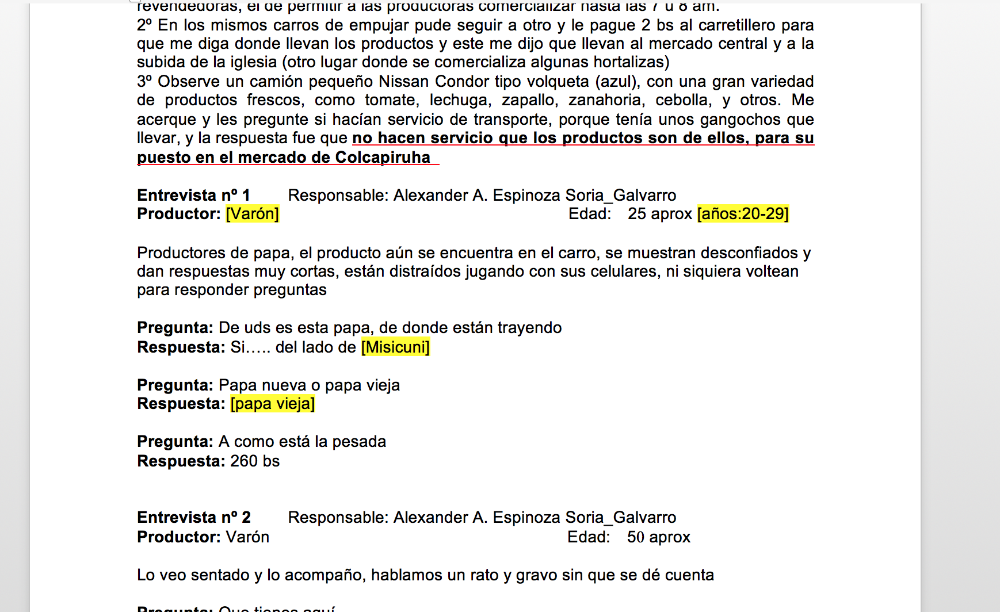 revendedoras, el de permitir a las productoras comercializar hasta las 7 u 8 am.
2º En los mismos carros de empujar pude seguir a otro y le pague 2 bs al carretillero para
que me diga donde llevan los productos y este me dijo que llevan al mercado central y a la
subida de la iglesia (otro lugar donde se comercializa algunas hortalizas)
3º Observe un camión pequeño Nissan Condor tipo volqueta (azul), con una gran variedad
de productos frescos, como tomate, lechuga, zapallo, zanahoria, cebolla, y otros. Me
acerque y les pregunte si hacían servicio de transporte, porque tenía unos gangochos que
llevar, y la respuesta fue que no hacen servicio que los productos son de ellos, para su
puesto en el mercado de Colcapiruha
Entrevista nº 1 Responsable: Alexander A. Espinoza Soria_Galvarro
Productor: [Varón] Edad: 25 aprox [años:20-29]
Productores de papa, el producto aún se encuentra en el carro, se muestran desconfiados y
dan respuestas muy cortas, están distraídos jugando con sus celulares, ni siquiera voltean
para responder preguntas
Pregunta: De uds es esta papa, de donde están trayendo
Respuesta: Si….. del lado de [Misicuni]
Pregunta: Papa nueva o papa vieja
Respuesta: [papa vieja]
Pregunta: A como está la pesada
Respuesta: 260 bs
Entrevista nº 2 Responsable: Alexander A. Espinoza Soria_Galvarro
Productor: Varón Edad: 50 aprox
Lo veo sentado y lo acompaño, hablamos un rato y gravo sin que se dé cuenta
Pregunta: Que tienes aquí